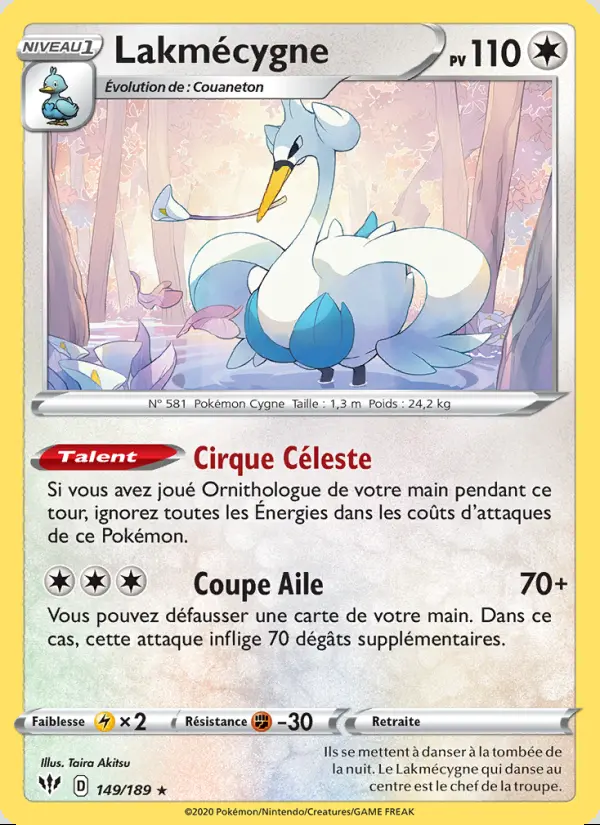 NIVEAU 1
Lakmécygne
PV 110
Évolution de : Couaneton
N° 581 Pokémon Cygne Taille : 1,3 m Poids : 24,2 kg
Talent Cirque Céleste
Si vous avez joué Ornithologue de votre main pendant ce
tour, ignorez toutes les Énergies dans les coûts d'attaques
de ce Pokémon.
Coupe Aile 70+
Vous pouvez défausser une carte de votre main. Dans ce
cas, cette attaque inflige 70 dégâts supplémentaires.
Faiblesse ×2 Résistance -30 Retraite
Illus. Taira Akitsu
D 149/189 ★
Ils se mettent à danser à la tombée de
la nuit. Le Lakmécygne qui danse au
centre est le chef de la troupe.
©2020 Pokémon/Nintendo/Creatures/GAME FREAK